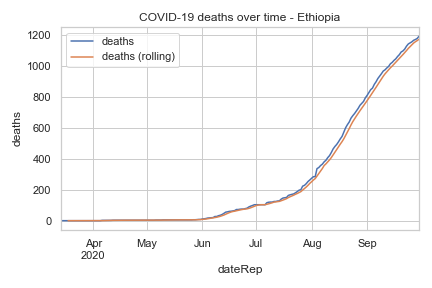 COVID-19 deaths over time - Ethiopia
deaths
deaths (rolling)
1200
1000
800
600
400
200
0
deaths
Apr
2020
May
Jun
Jul
Aug
Sep
dateRep